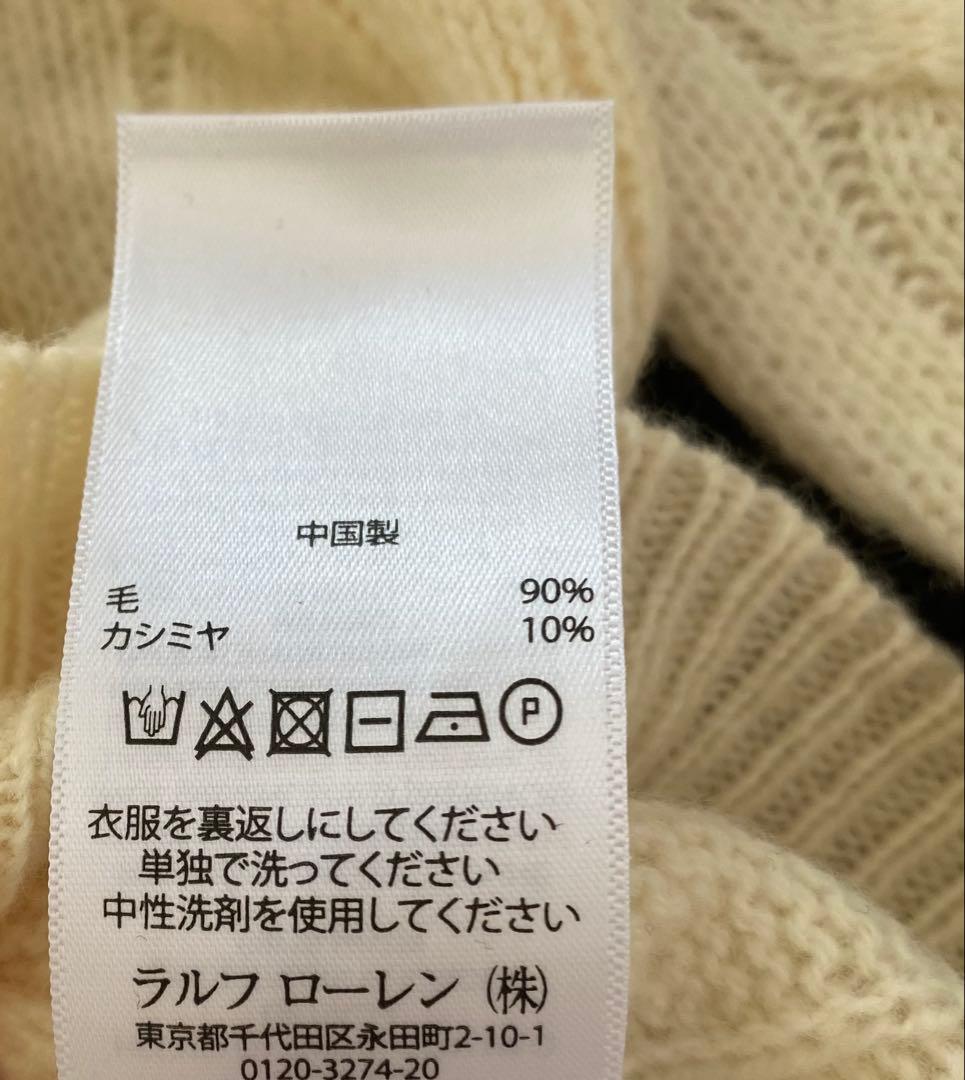 中国製
毛 90%
カシミヤ 10%
P
衣服を裏返しにしてください
単独で洗ってください
中性洗剤を使用してください
ラルフ ローレン (株)
東京都千代田区永田町2-10-1
0120-3274-20